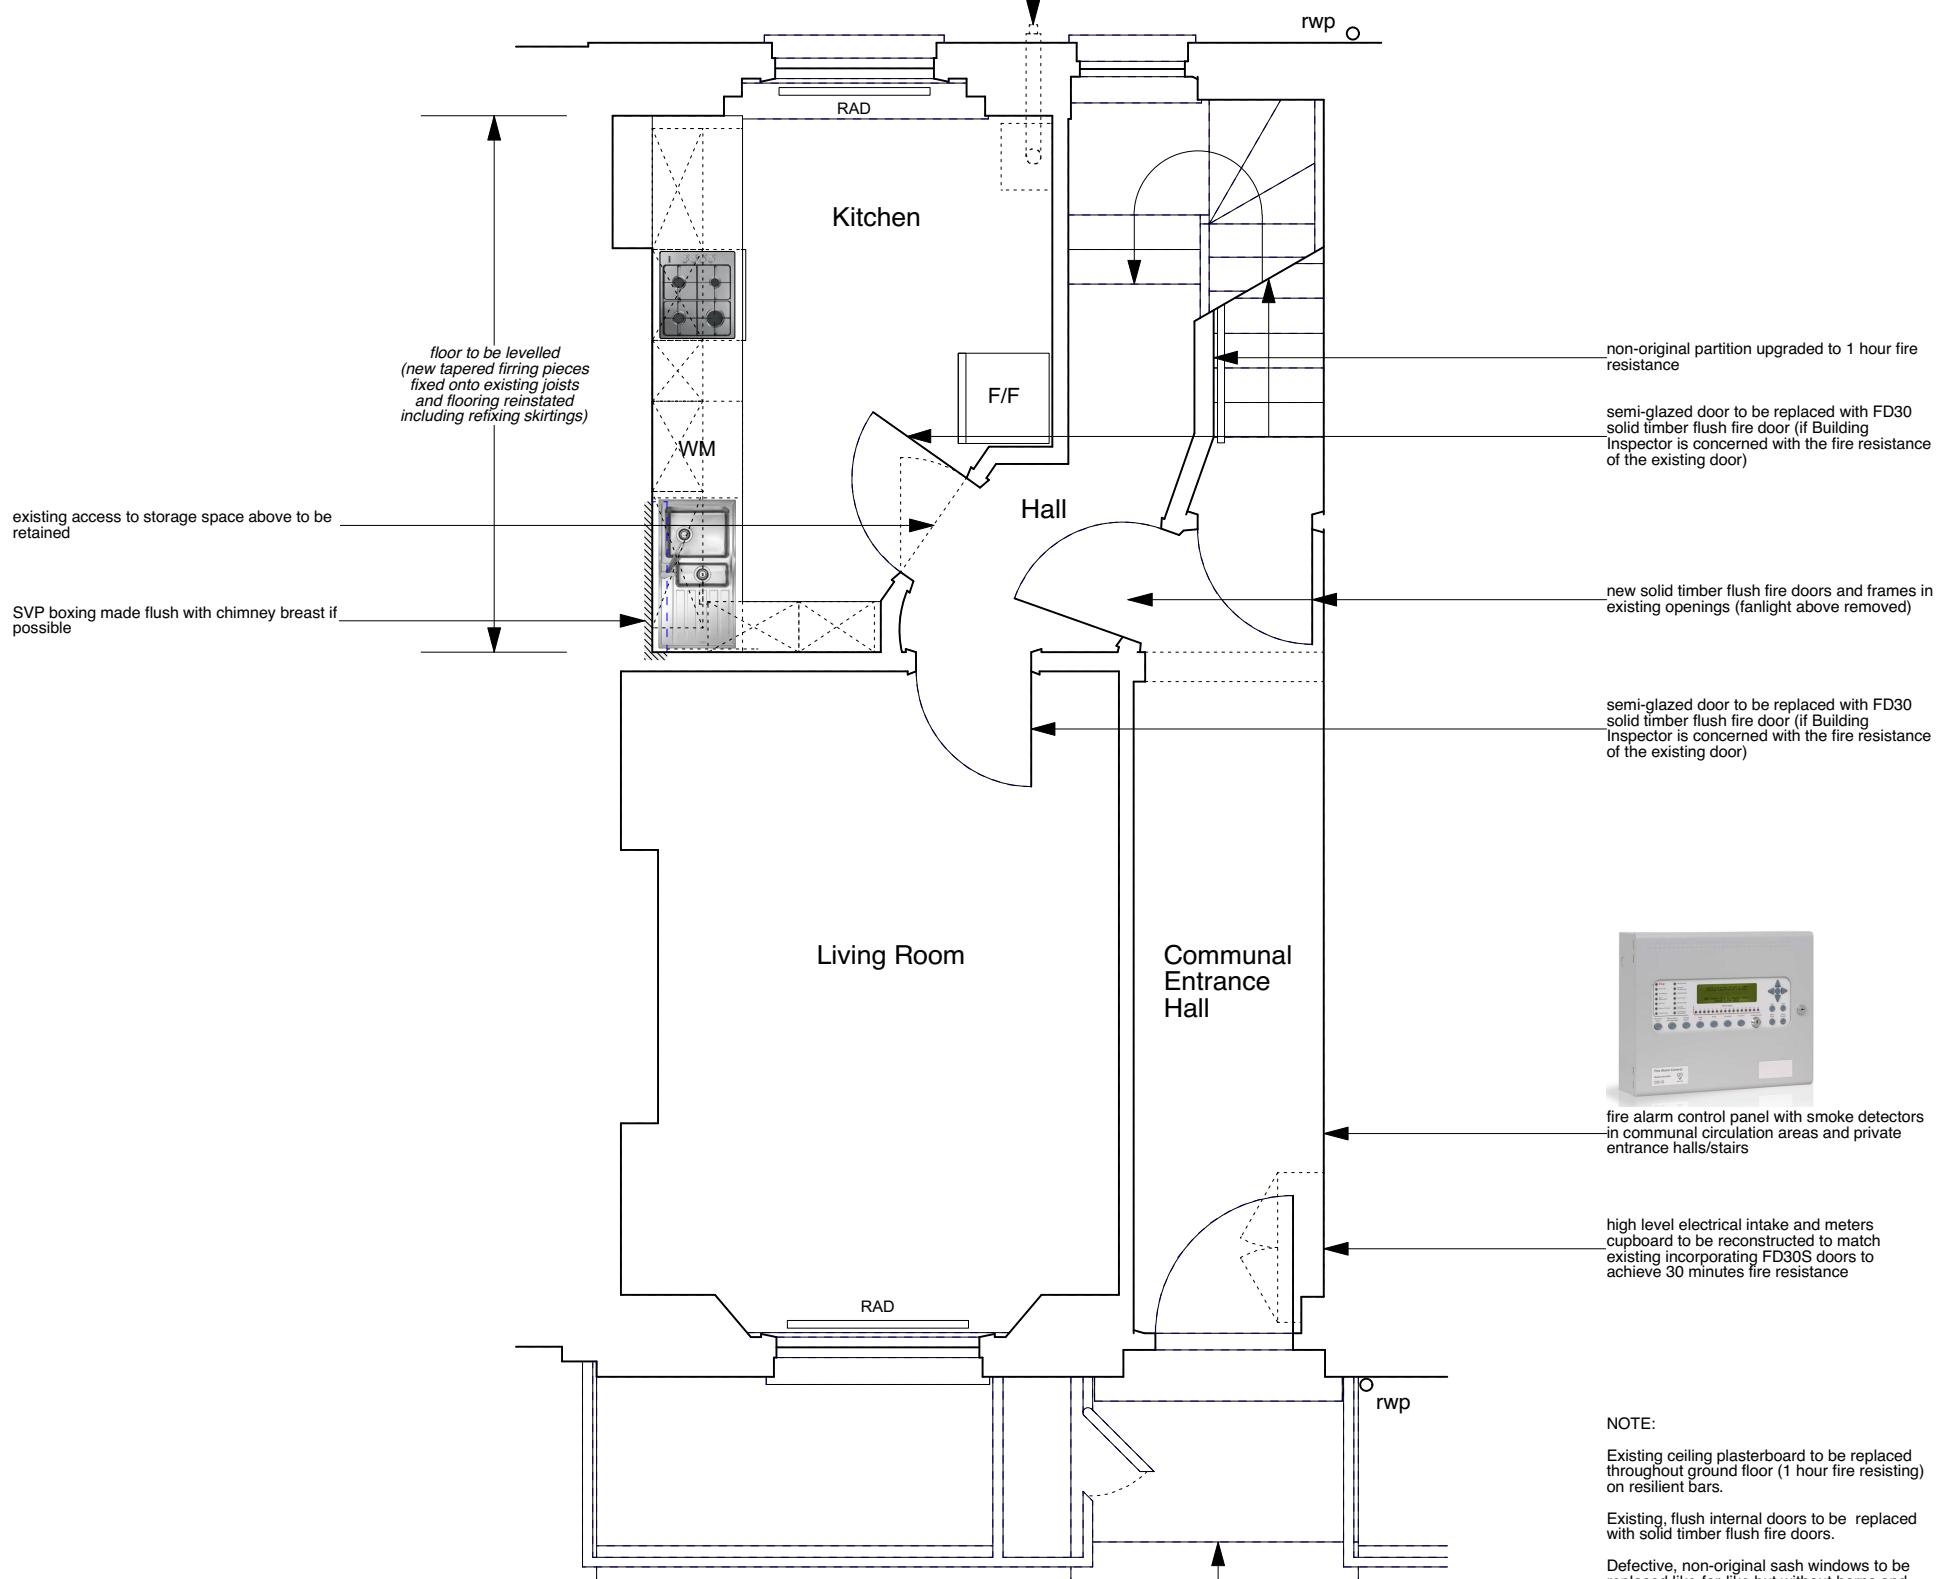 rwp
RAD
Kitchen
floor to be levelled
(new tapered firring pieces
fixed onto existing joists
and flooring reinstated
including refixing skirtings)
F/F
WM
Hall
non-original partition upgraded to 1 hour fire
resistance
semi-glazed door to be replaced with FD30
solid timber flush fire door (if Building
Inspector is concerned with the fire resistance
of the existing door)
existing access to storage space above to be
retained
SVP boxing made flush with chimney breast if
possible
new solid timber flush fire doors and frames in
existing openings (fanlight above removed)
semi-glazed door to be replaced with FD30
solid timber flush fire door (if Building
Inspector is concerned with the fire resistance
of the existing door)
Living Room
Communal
Entrance
Hall
fire alarm control panel with smoke detectors
in communal circulation areas and private
entrance halls/stairs
high level electrical intake and meters
cupboard to be reconstructed to match
existing incorporating FD30S doors to
achieve 30 minutes fire resistance
RAD
rwp
NOTE:
Existing ceiling plasterboard to be replaced
throughout ground floor (1 hour fire resisting)
on resilient bars.
Existing, flush internal doors to be replaced
with solid timber flush fire doors.
Defective, non-original sash windows to be